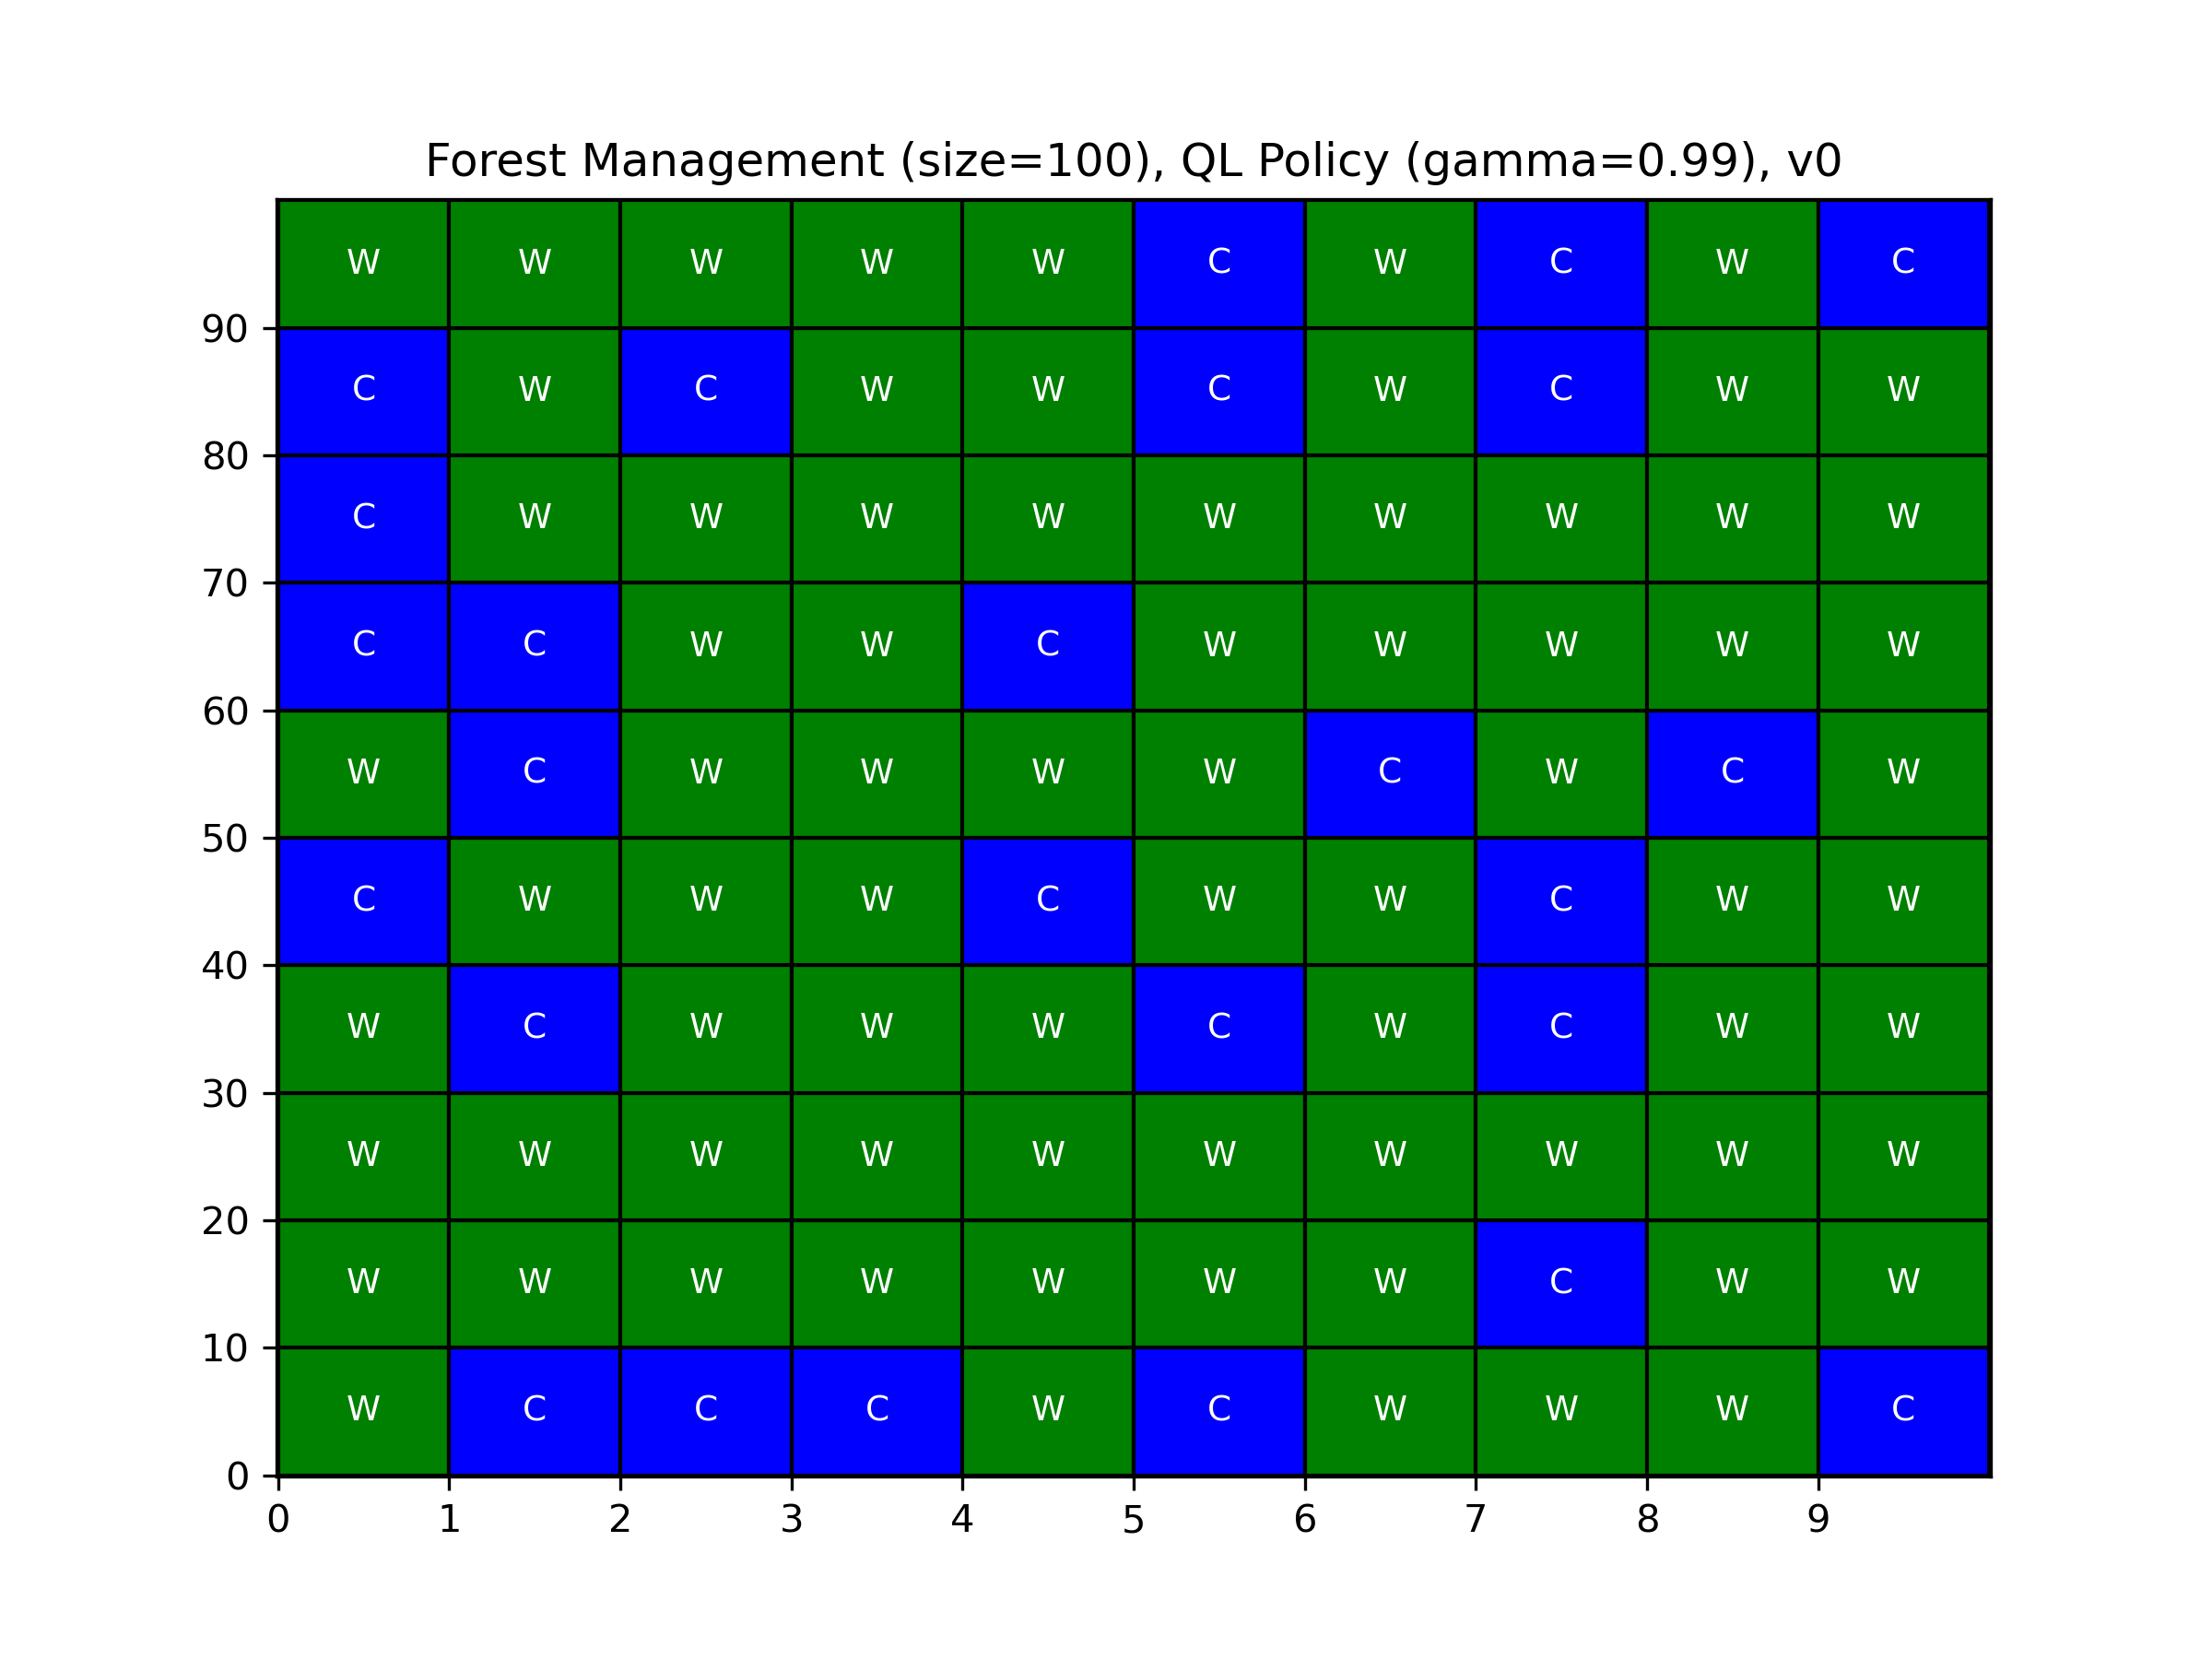 Forest Management (size=100), QL Policy (gamma=0.99), v0
W W W W W C W C W C
90
C W C W W C W C W W
80
C W W W W W W W W W
70
C C W W C W W W W W
60
W C W W W W C W C W
50
C W W W C W W C W W
40
W C W W W C W C W W
30
W W W W W W W W W W
20
W W W W W W W C W W
10
W C C C W C W W W C
0
0 1 2 3 4 5 6 7 8 9